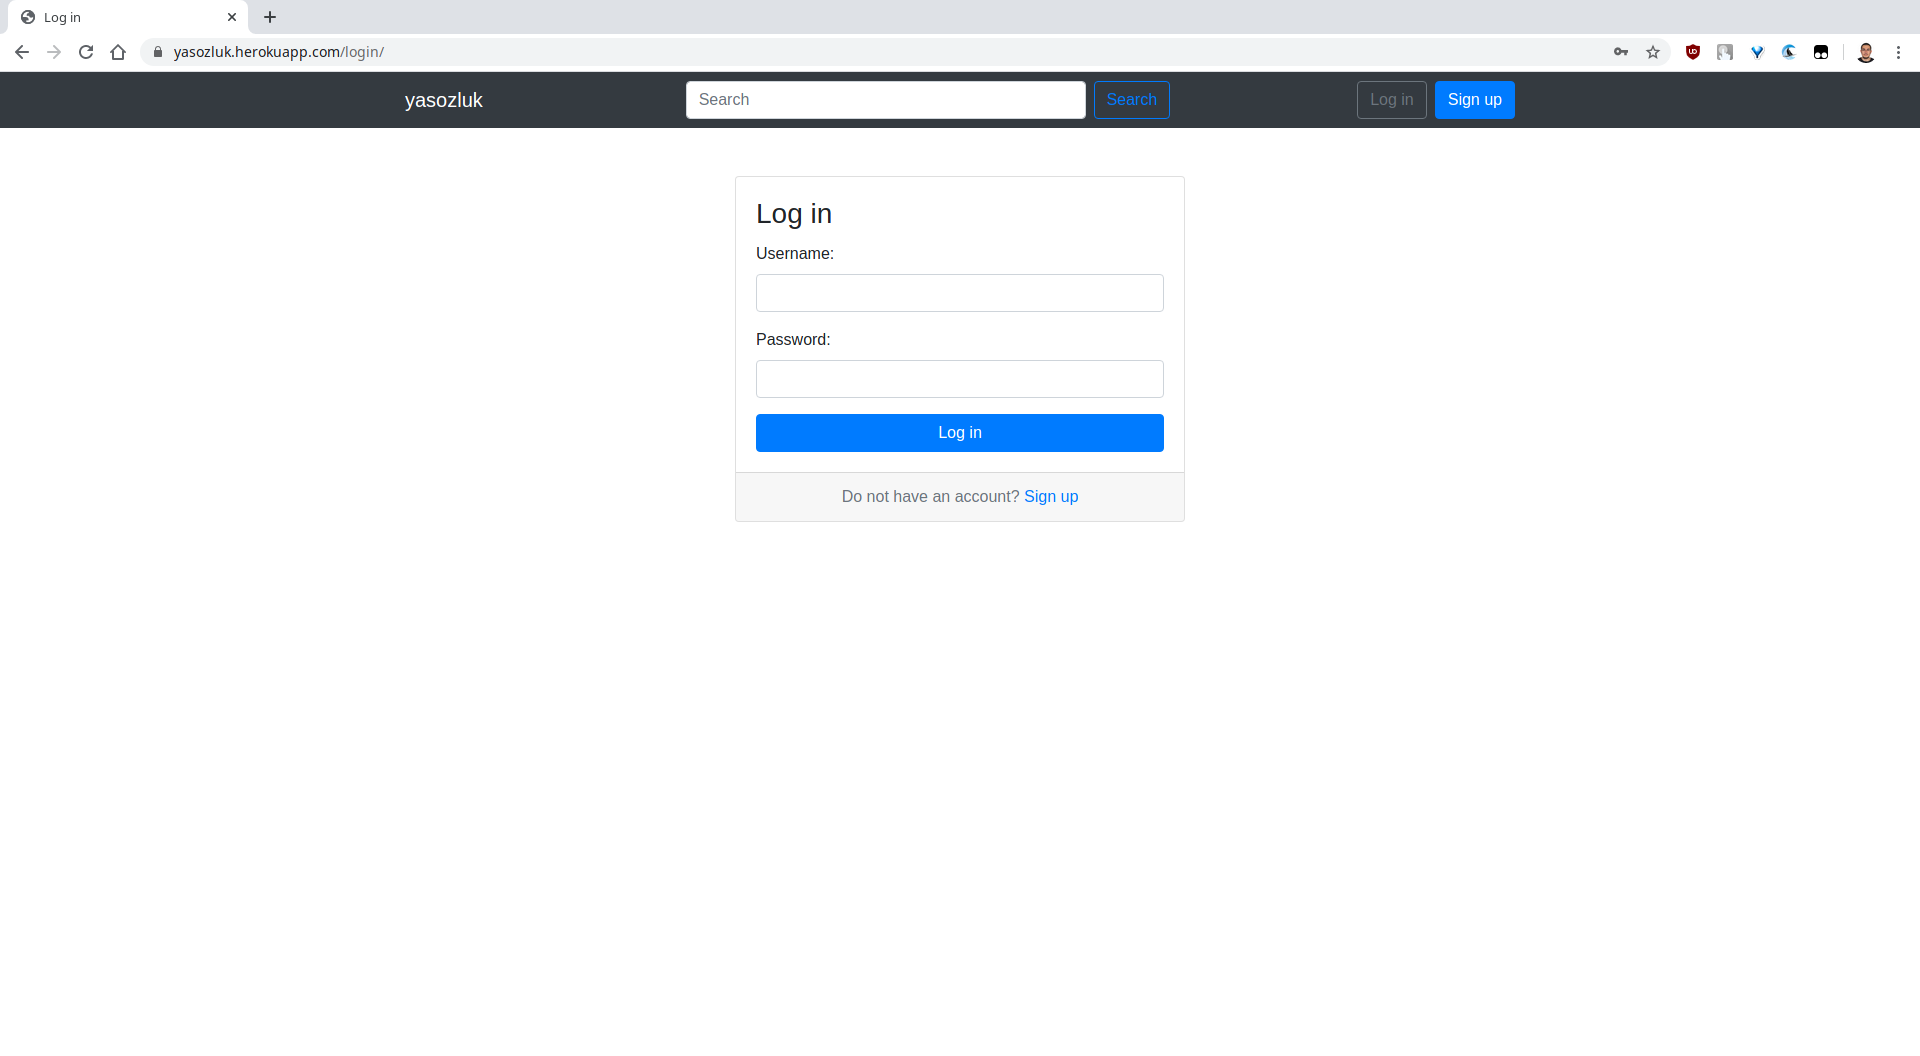 Log in
yasozluk.herokuapp.com/login/
yasozluk Search Search Log in Sign up
Log in
Username:
Password:
Log in
Do not have an account? Sign up